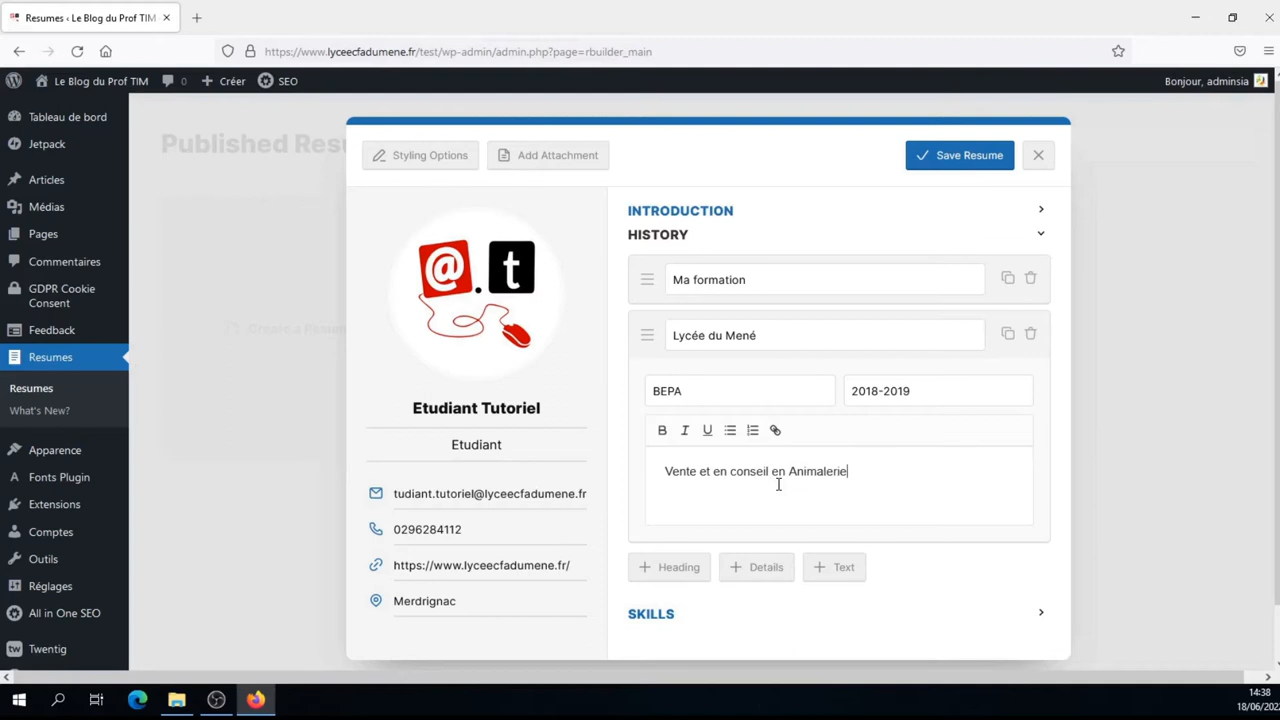 Resumes ‹ Le Blog du Prof TIM
https://www.lyceecfadumene.fr/test/wp-admin/admin.php?page=rbuilder_main
Le Blog du Prof TIM 0 Créer SEO Bonjour, adminsia
Tableau de bord
Jetpack
Articles
Médias
Pages
Commentaires
GDPR Cookie
Consent
Feedback
Resumes
Resumes
What's New?
Apparence
Fonts Plugin
Extensions
Comptes
Outils
Réglages
All in One SEO
tw Twentig
Published Resu
Create a Resum
Styling Options Add Attachment Save Resume
@.t
Etudiant Tutoriel
Etudiant
tudiant.tutoriel@lyceecfadumene.fr
0296284112
https://www.lyceecfadumene.fr/
Merdrignac
INTRODUCTION
HISTORY
Ma formation
Lycée du Mené
BEPA 2018-2019
B I U
Vente et en conseil en Animalerie
Heading Details Text
SKILLS
14:38
18/06/202